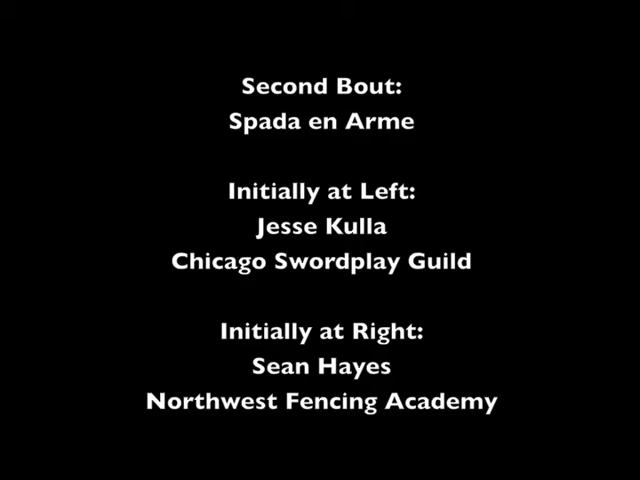 Second Bout:
Spada en Arme
Initially at Left:
Jesse Kulla
Chicago Swordplay Guild
Initially at Right:
Sean Hayes
Northwest Fencing Academy